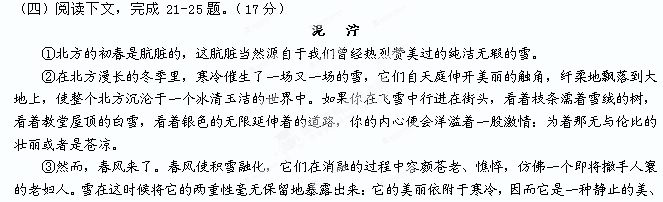 (四)阅读下文，完成 21-25 题。(17 分)
泥 泞
①北方的初春是肮脏的，这肮脏当然源自于我们曾经热烈赞美过的纯洁无瑕的雪。
②在北方漫长的冬季里，寒冷催生了一场又一场的雪，它们自天庭伸开美丽的触角，纤柔地飘落到大
地上，使整个北方沉沦于一个冰清玉洁的世界中。如果你在飞雪中行进在街头，看着枝条濡着雪绒的树，
看着教堂屋顶的白雪，看着银色的无限延伸着的道路，你的内心便会洋溢着一股激情：为着那无与伦比的
壮丽或者是苍凉。
③然而，春风来了。春风使积雪融化，它们在消融的过程中容颜苍老、憔悴，仿佛一个即将撒手人寰
的老妇人。雪在这时候将它的两重性毫无保留地暴露出来：它的美丽依附于寒冷，因而它是一种静止的美、